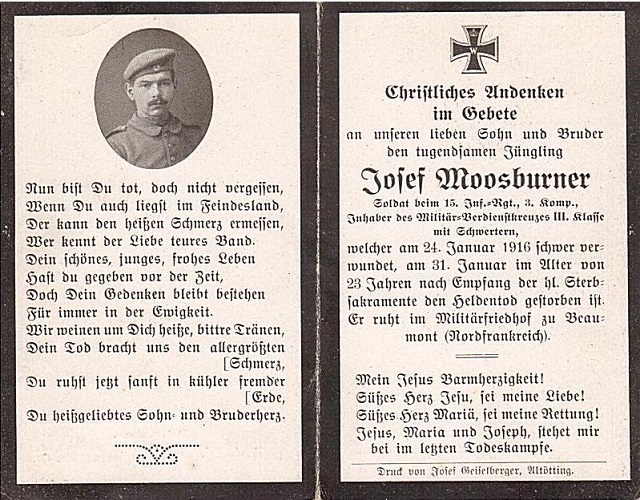 Nun bist Du tot, doch nicht vergessen,
Wenn Du auch liegst im Feindesland,
Der kann den heißen Schmerz ermessen,
Wer kennt der Liebe teures Band.
Dein schönes, junges, frohes Leben
Hast du gegeben vor der Zeit,
Doch Dein Gedenken bleibt bestehen
Für immer in der Ewigkeit.
Wir weinen um Dich heiße, bittre Tränen,
Dein Tod bracht uns den allergrößten
[Schmerz,
Du ruhst jetzt sanft in kühler fremder
[Erde,
Du heißgeliebtes Sohn- und Bruderherz.
W
Christliches Andenken
im Gebete
an unseren lieben Sohn und Bruder
den tugendsamen Jüngling
Josef Moosburner
Soldat beim 15. Inf.-Rgt., 3. Komp.,
Inhaber des Militär-Verdienstkreuzes III. Klasse
mit Schwertern,
welcher am 24. Januar 1916 schwer ver-
wundet, am 31. Januar im Alter von
23 Jahren nach Empfang der hl. Sterb-
sakramente den Heldentod gestorben ist.
Er ruht im Militärfriedhof zu Beau-
mont (Nordfrankreich).
Mein Jesus Barmherzigkeit!
Süßes Herz Jesu, sei meine Liebe!
Süßes Herz Mariä, sei meine Rettung!
Jesus, Maria und Joseph, stehet mir
bei im letzten Todeskampfe.
Druck von Josef Geiselberger, Altötting.